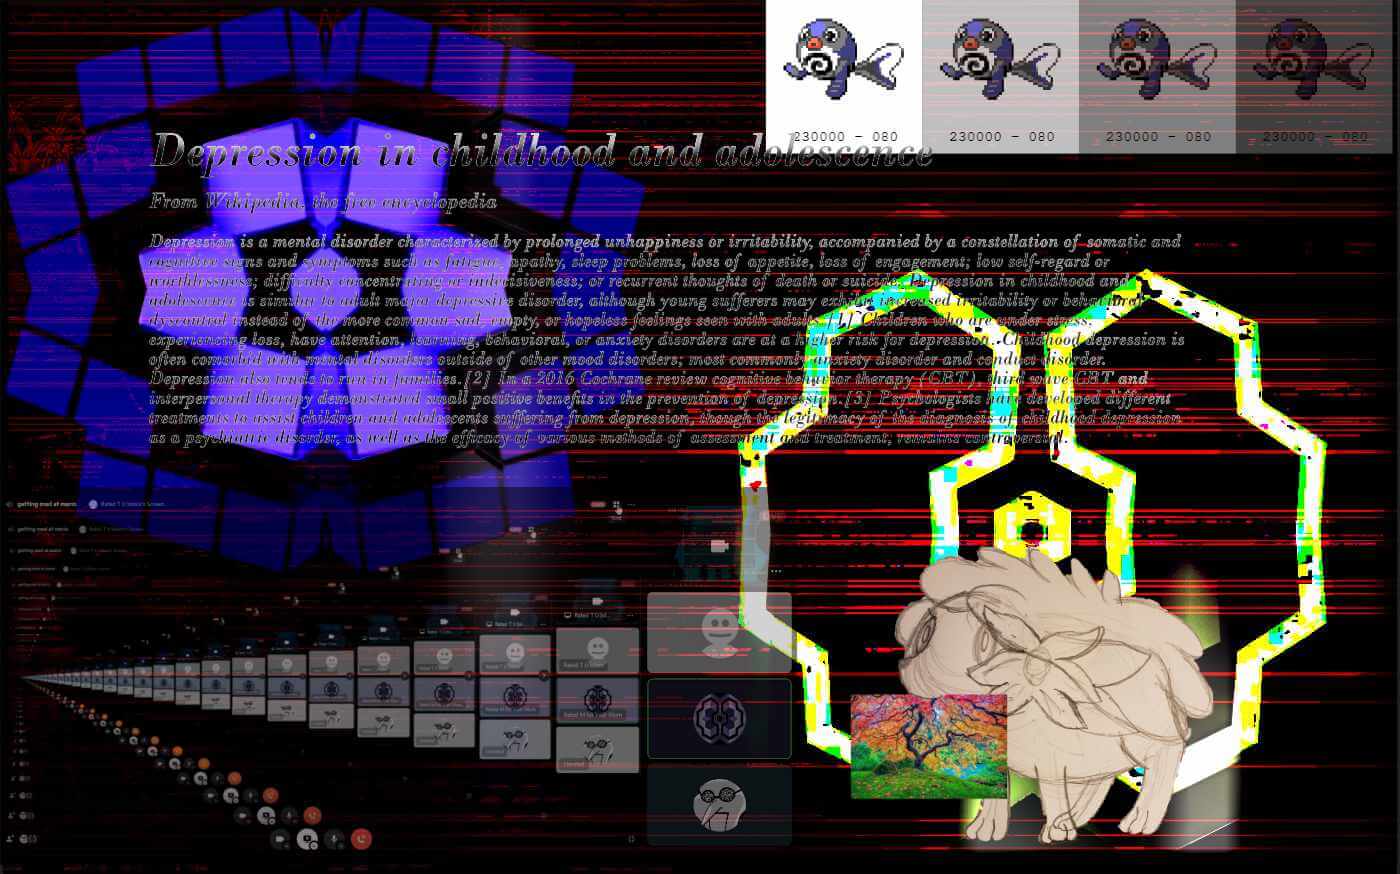 230000 - 080
230000 - 080
230000 - 080
230000 - 080
Depression in childhood and adolescence
From Wikipedia, the free encyclopedia
Depression is a mental disorder characterized by prolonged unhappiness or irritability, accompanied by a constellation of somatic and
cognitive signs and symptoms such as fatigue, apathy, sleep problems, loss of appetite, loss of engagement; low self-regard or
worthlessness; difficulty concentrating or indecisiveness; or recurrent thoughts of death or suicide. Depression in childhood and
adolescence is similar to adult major depressive disorder, although young sufferers may exhibit increased irritability or behavioral
dyscontrol instead of the more common sad, empty, or hopeless feelings seen with adults.[1] Children who are under stress,
experiencing loss, have attention, learning, behavioral, or anxiety disorders are at a higher risk for depression. Childhood depression is
often comorbid with mental disorders outside of other mood disorders; most commonly anxiety disorder and conduct disorder.
Depression also tends to run in families.[2] In a 2016 Cochrane review cognitive behavior therapy (CBT), third wave CBT and
interpersonal therapy demonstrated small positive benefits in the prevention of depression.[3] Psychologists have developed different
treatments to assist children and adolescents suffering from depression, though the legitimacy of the diagnosis of childhood depression
as a psychiatric disorder, as well as the efficacy of various methods of assessment and treatment, remains controversial.
getting mad at mario